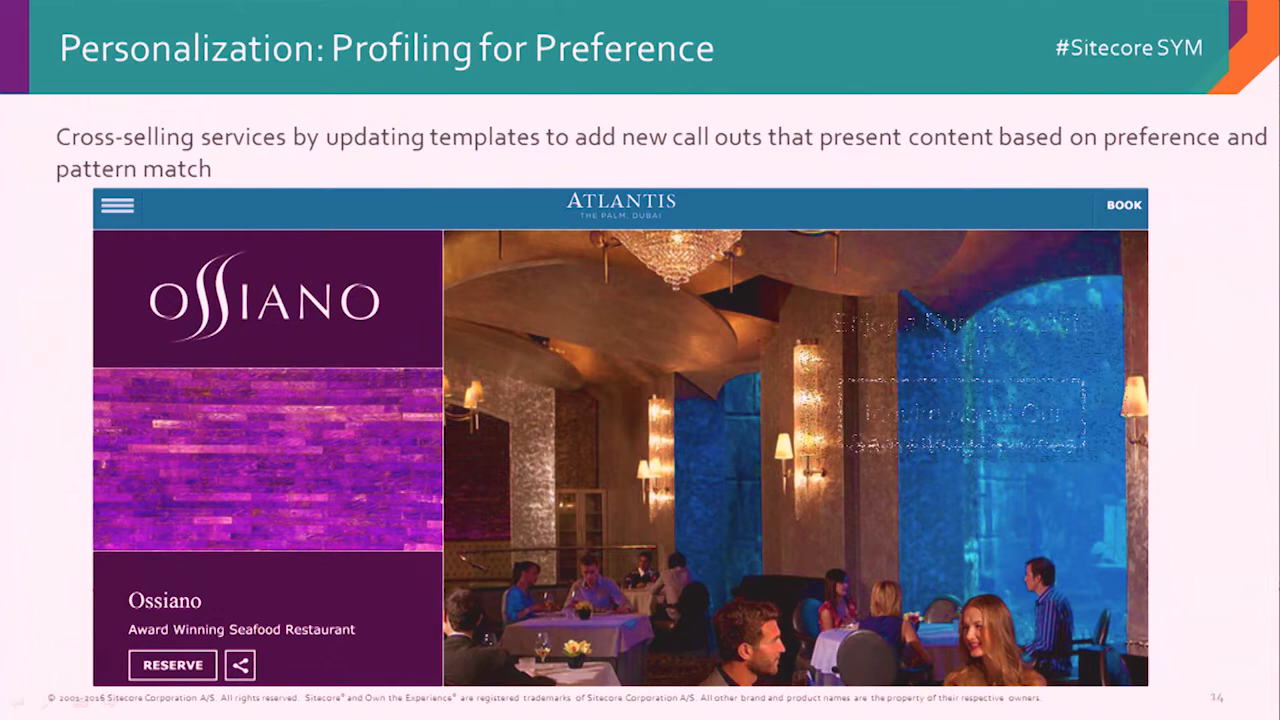 Personalization: Profiling for Preference
#Sitecore SYM
Cross-selling services by updating templates to add new call outs that present content based on preference and
pattern match
ATLANTIS
THE PALM, DUBAI
BOOK
OSSIANO
Ossiano
Award Winning Seafood Restaurant
RESERVE
© 2001-2016 Sitecore Corporation A/S. All rights reserved. Sitecore® and Own the Experience® are registered trademarks of Sitecore Corporation A/S. All other brand and product names are the property of their respective owners.
14